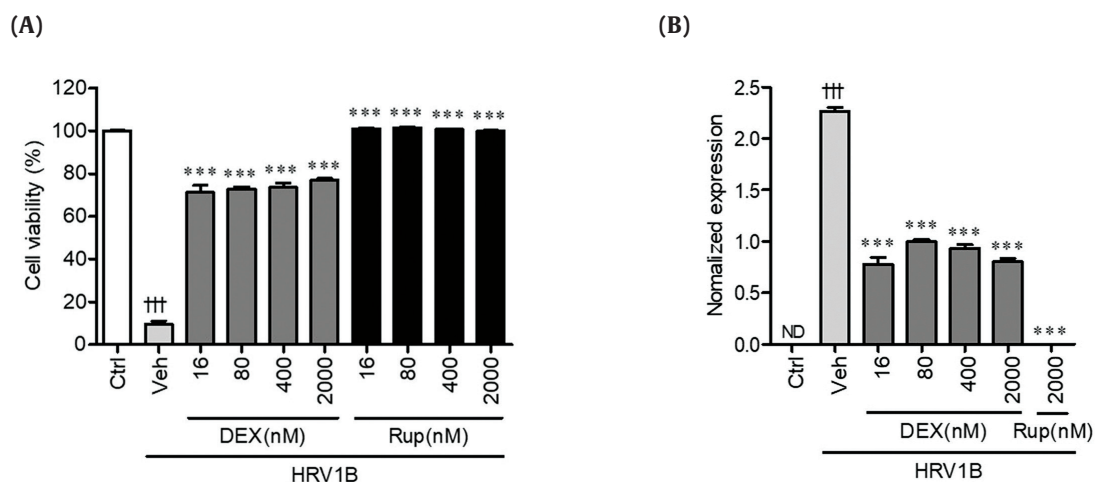 (A)
Cell viability (%)
120
100
80
60
40
20
0
†††
*** *** *** ***
*** *** *** ***
Ctrl
Veh
16
80
400
2000
16
80
400
2000
DEX(nM)
Rup(nM)
HRV1B
(B)
Nomalized expression
2.5
2.0
1.5
1.0
0.5
0.0
ND
†††
*** *** *** ***
***
Ctrl
Veh
16
80
400
2000
2000
DEX(nM)
Rup(nM)
HRV1B